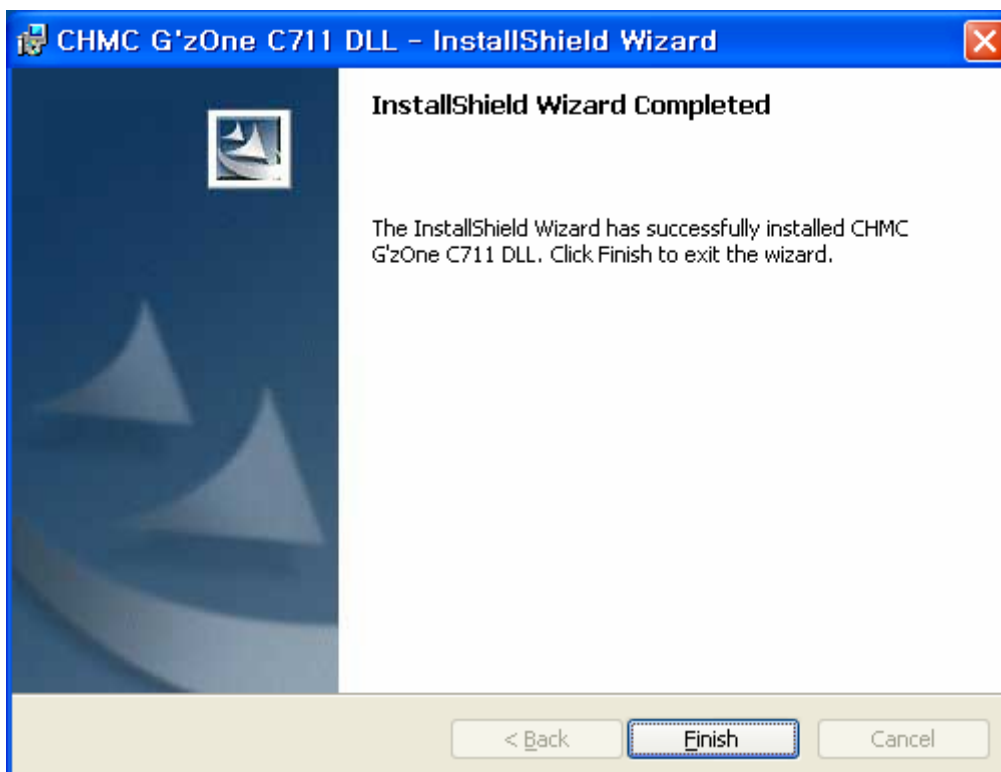 CHMC G'zOne C711 DLL - InstallShield Wizard
InstallShield Wizard Completed
The InstallShield Wizard has successfully installed CHMC
G'zOne C711 DLL. Click Finish to exit the wizard.
< Back
Finish
Cancel